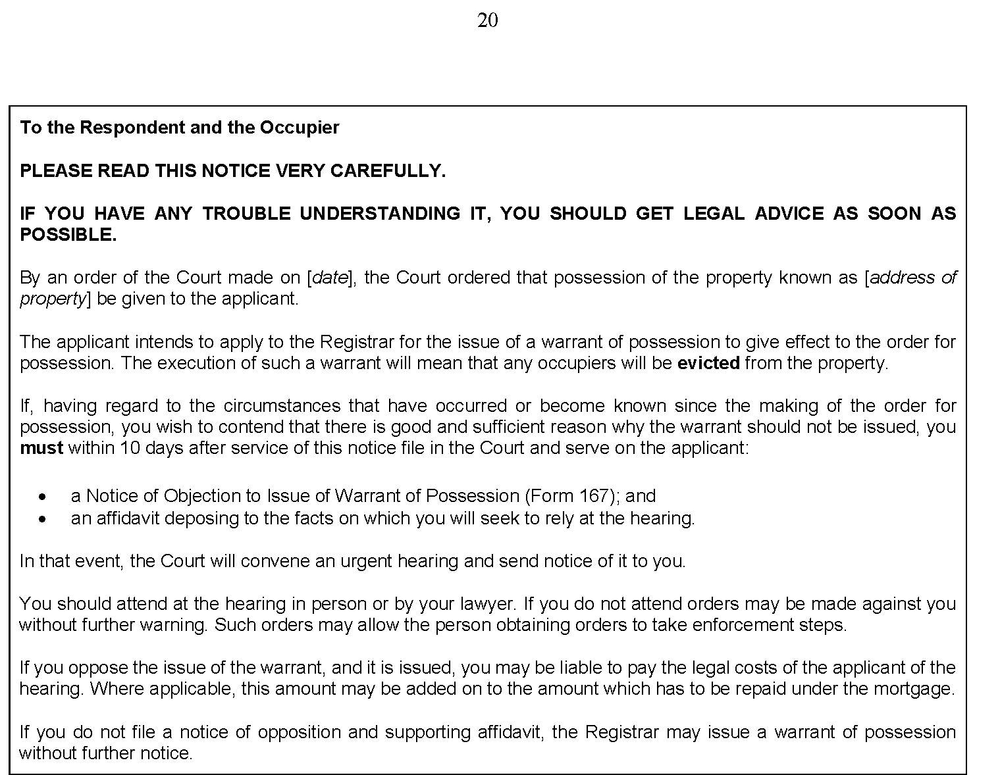 20
To the Respondent and the Occupier
PLEASE READ THIS NOTICE VERY CAREFULLY.
IF YOU HAVE ANY TROUBLE UNDERSTANDING IT, YOU SHOULD GET LEGAL ADVICE AS SOON AS
POSSIBLE.
By an order of the Court made on [date], the Court ordered that possession of the property known as [address of
property] be given to the applicant.
The applicant intends to apply to the Registrar for the issue of a warrant of possession to give effect to the order for
possession. The execution of such a warrant will mean that any occupiers will be evicted from the property.
If, having regard to the circumstances that have occurred or become known since the making of the order for
possession, you wish to contend that there is good and sufficient reason why the warrant should not be issued, you
must within 10 days after service of this notice file in the Court and serve on the applicant:
• a Notice of Objection to Issue of Warrant of Possession (Form 167); and
• an affidavit deposing to the facts on which you will seek to rely at the hearing.
In that event, the Court will convene an urgent hearing and send notice of it to you.
You should attend at the hearing in person or by your lawyer. If you do not attend orders may be made against you
without further warning. Such orders may allow the person obtaining orders to take enforcement steps.
If you oppose the issue of the warrant, and it is issued, you may be liable to pay the legal costs of the applicant of the
hearing. Where applicable, this amount may be added on to the amount which has to be repaid under the mortgage.
If you do not file a notice of opposition and supporting affidavit, the Registrar may issue a warrant of possession
without further notice.